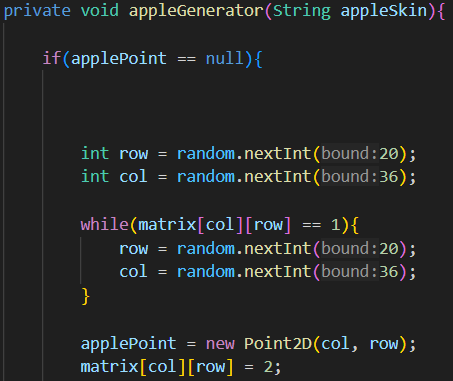 private void appleGenerator(String appleSkin){
if(applePoint == null){
int row = random.nextInt(bound:20);
int col = random.nextInt(bound:36);
while(matrix[col][row] == 1){
row = random.nextInt(bound:20);
col = random.nextInt(bound:36);
}
applePoint = new Point2D(col, row);
matrix[col][row] = 2;